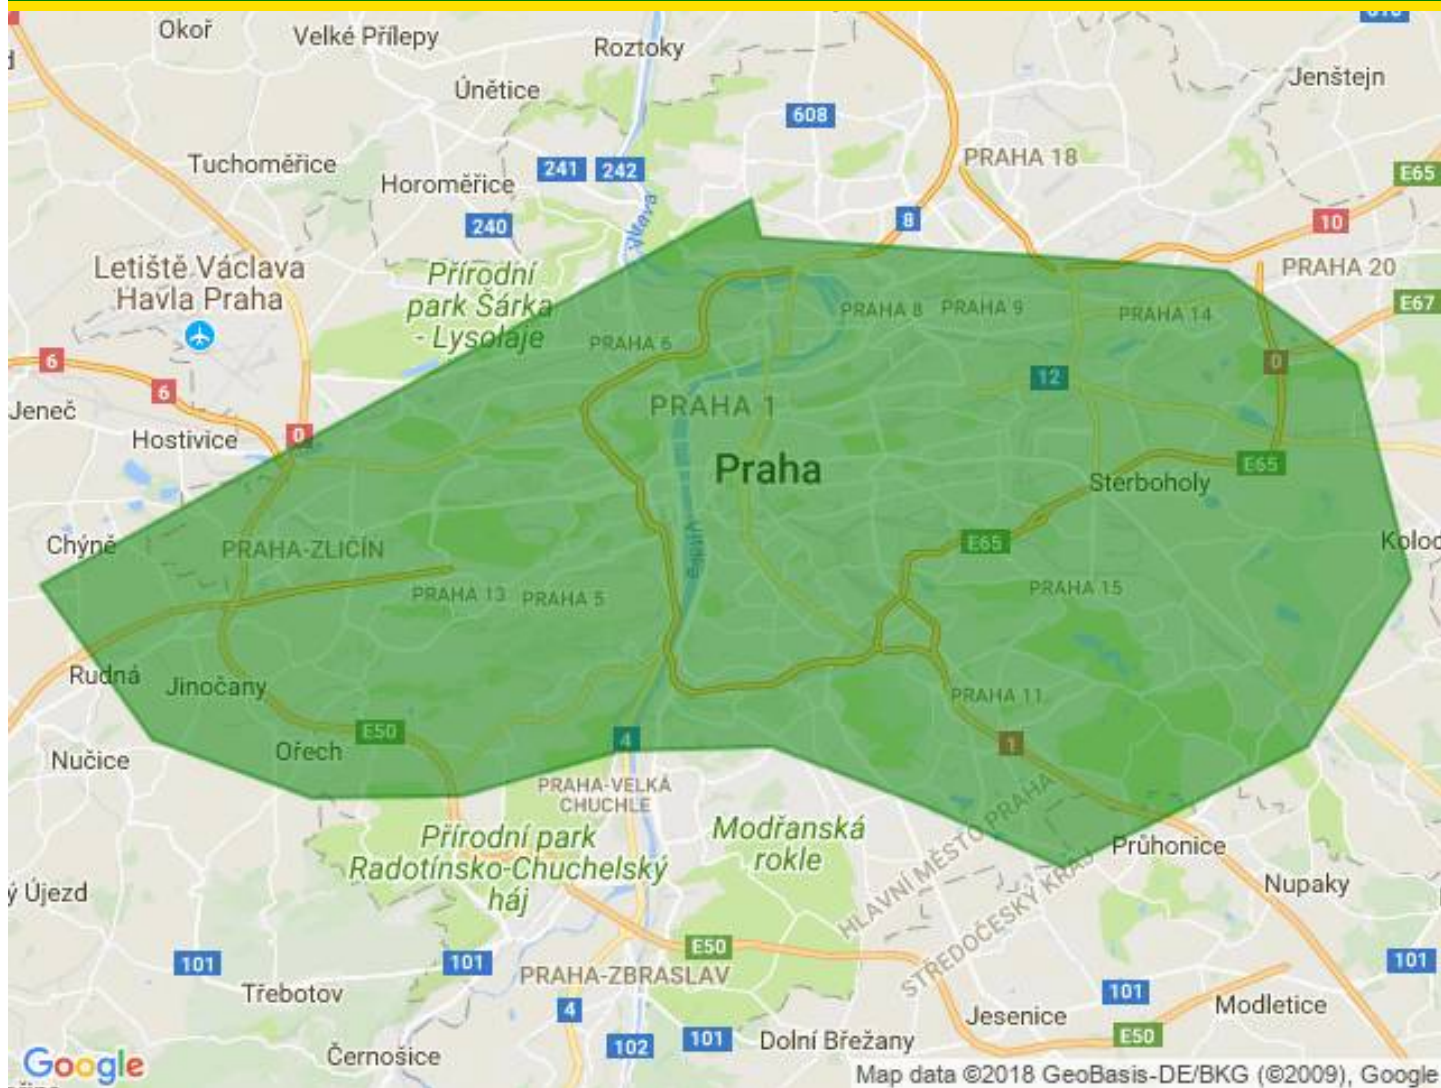 Okoř
Velké Přílepy
Roztoky
Únětice
Jenštejn
608
Tuchoměřice
241
242
PRAHA 18
E65
Horoměřice
240
Vltava
8
10
Letiště Václava
Havla Praha
Přírodní
park Šárka
- Lysolaje
PRAHA 20
E67
PRAHA 8
PRAHA 9
PRAHA 14
PRAHA 6
6
0
6
12
Jeneč
PRAHA 1
Hostivice
0
Praha
E65
Sterboholy
Chýně
PRAHA-ZLIČÍN
Vltava
E65
Koloc
PRAHA 13
PRAHA 5
PRAHA 15
Rudná
Jinočany
PRAHA 11
E50
4
1
Nučice
Ořech
PRAHA-VELKÁ
CHUCHLE
Přírodní park
Radotínsko-Chuchelský
háj
Modřanská
rokle
HLAVNÍ MĚSTO PRAHA
STŘEDOČESKÝ KRAJ
Průhonice
Nupaky
ý Újezd
E50
101
101
PRAHA-ZBRASLAV
101
Třebotov
4
101
Modletice
Jesenice
E50
102
101
Dolní Břežany
Černošice
Google
Map data ©2018 GeoBasis-DE/BKG (©2009), Google